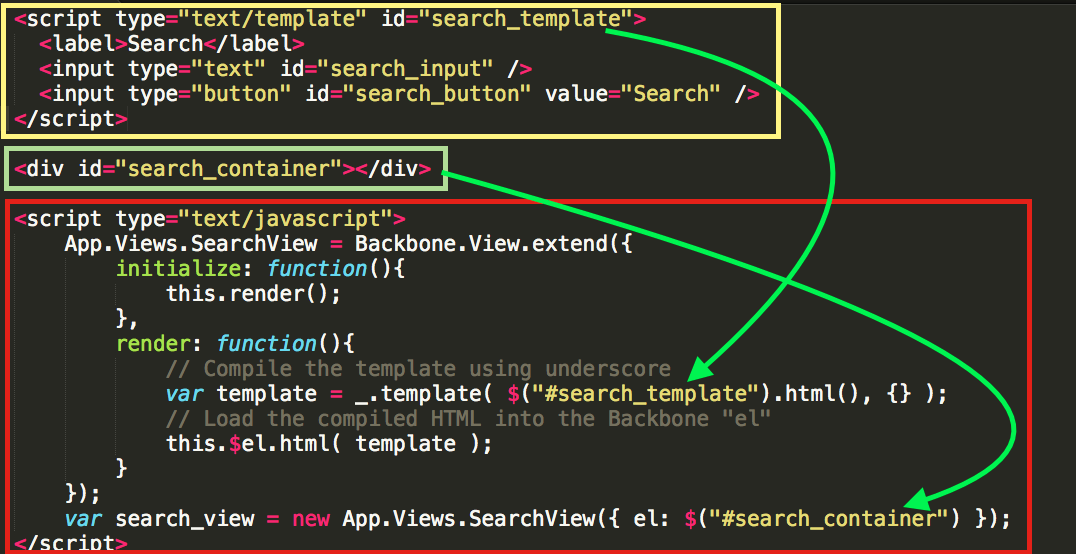 <script type="text/template" id="search_template">
<label>Search</label>
<input type="text" id="search_input" />
<input type="button" id="search_button" value="Search" />
</script>
<div id="search_container"></div>
<script type="text/javascript">
App.Views.SearchView = Backbone.View.extend({
initialize: function(){
this.render();
},
render: function(){
// Compile the template using underscore
var template = _.template( $("#search_template").html(), {} );
// Load the compiled HTML into the Backbone "el"
this.$el.html( template );
}
});
var search_view = new App.Views.SearchView({ el: $("#search_container") });
</script>